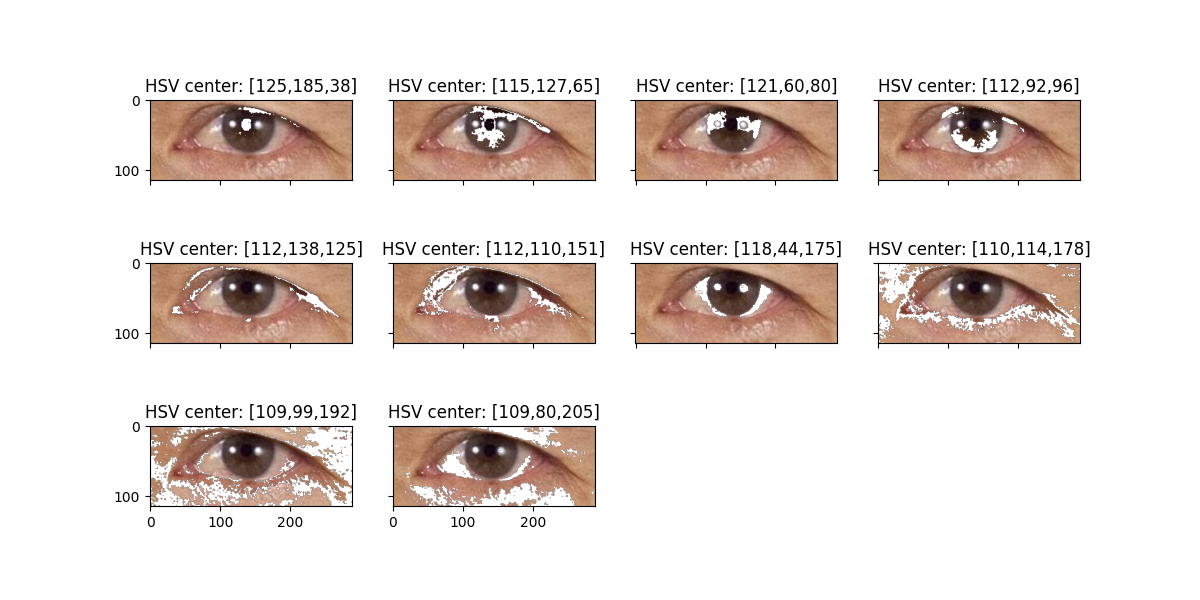 HSV center: [125,185,38]
HSV center: [115,127,65]
HSV center: [121,60,80]
HSV center: [112,92,96]
0
100
HSV center: [112,138,125]
HSV center: [112,110,151]
HSV center: [118,44,175]
HSV center: [110,114,178]
0
100
HSV center: [109,99,192]
HSV center: [109,80,205]
0
100
0 100 200
0 100 200